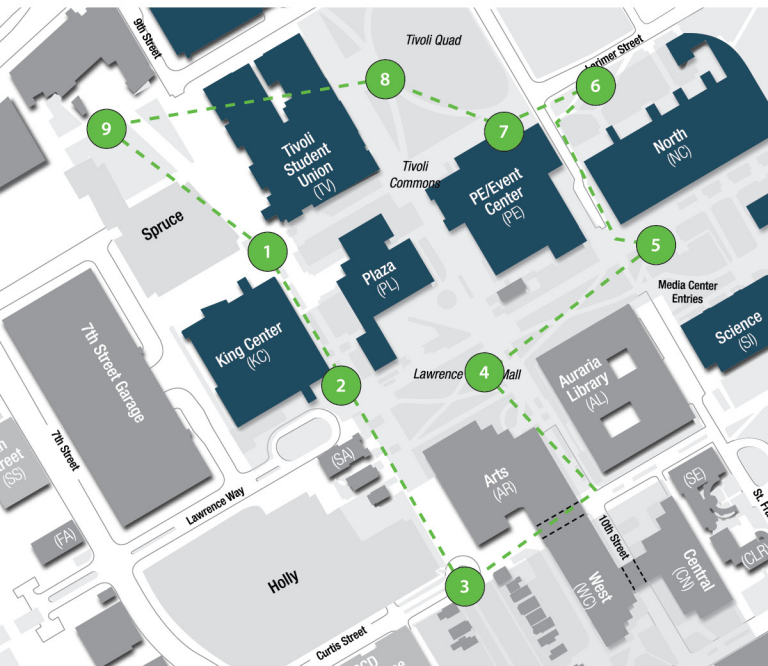 9th Street
Tivoli Quad
Larimer Street
8
6
9
7
Tivoli
Student
Union
(TV)
Tivoli
Commons
PE/Event
Center
(PE)
North
(NC)
Spruce
1
5
Plaza
(PL)
Media Center
Entries
Science
(SI)
King Center
(KC)
7th Street Garage
2
Lawrence
4
Mall
Auraria
Library
(AL)
7th Street
(SS)
(SA)
Arts
(AR)
(SE)
Lawrence Way
10th Street
(FA)
Holly
3
West
(WC)
Central
(CN)
(CLR)
Curtis Street